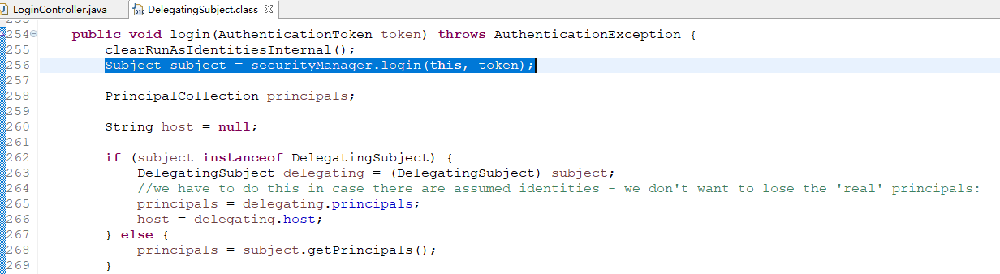 LoginController.java DelegatingSubject.class
254 public void login(AuthenticationToken token) throws AuthenticationException {
255 clearRunAsIdentitiesInternal();
256 Subject subject = securityManager.login(this, token);
257
258 PrincipalCollection principals;
259
260 String host = null;
261
262 if (subject instanceof DelegatingSubject) {
263 DelegatingSubject delegating = (DelegatingSubject) subject;
264 //we have to do this in case there are assumed identities - we don't want to lose the 'real' principals:
265 principals = delegating.principals;
266 host = delegating.host;
267 } else {
268 principals = subject.getPrincipals();
269 }